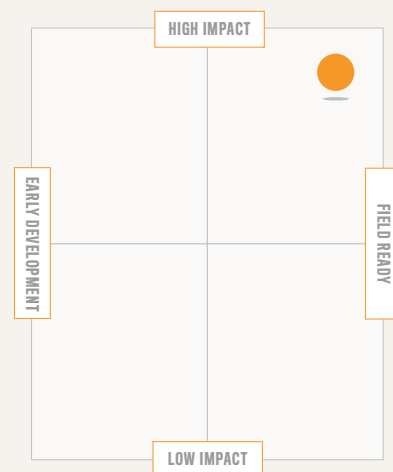 HIGH IMPACT
EARLY DEVELOPMENT
FIELD READY
LOW IMPACT